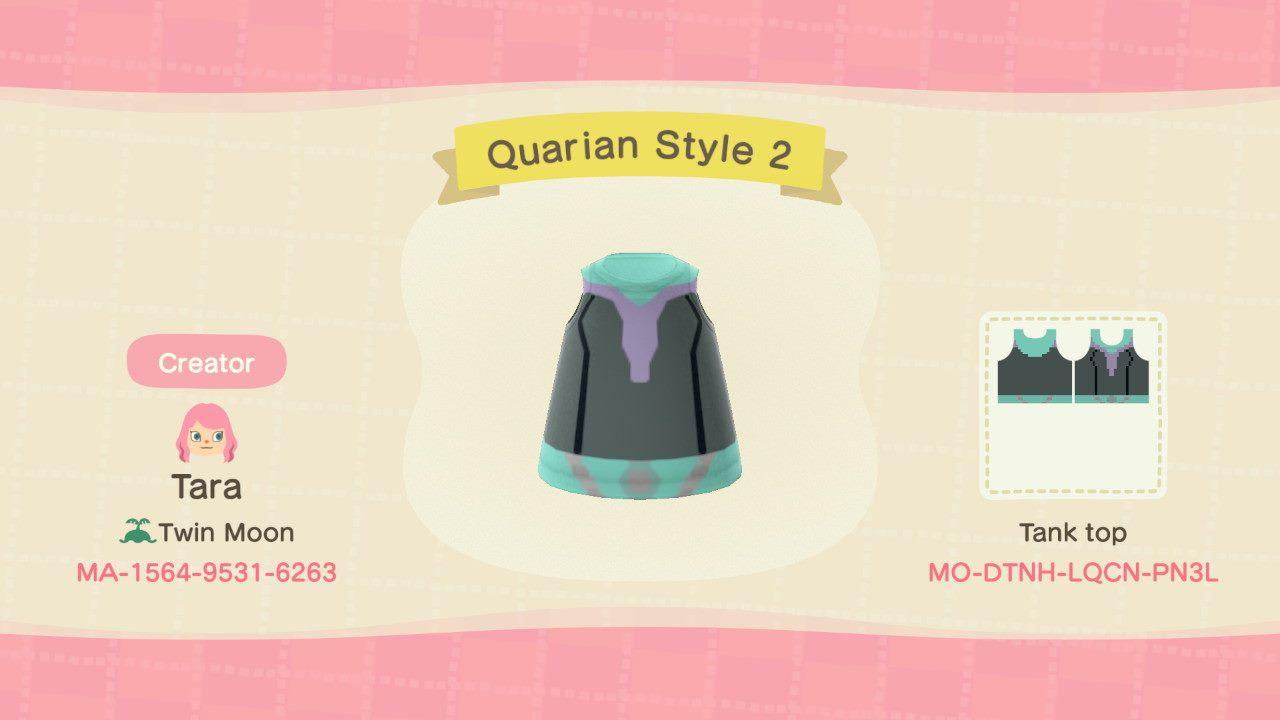 Quarian Style 2
Creator
Tara
Twin Moon
MA-1564-9531-6263
Tank top
MO-DTNH-LQCN-PN3L